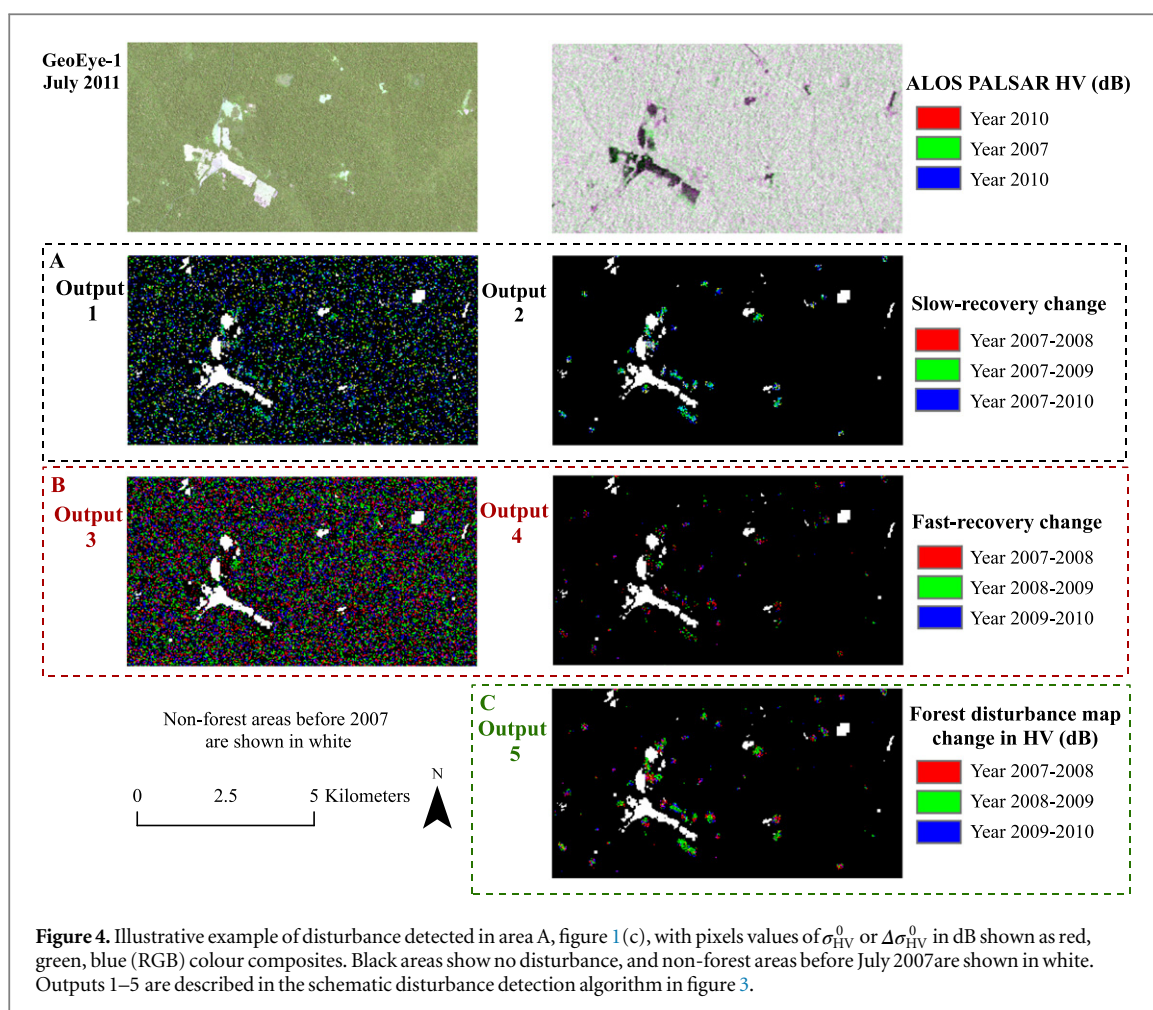 GeoEye-1
July 2011
ALOS PALSAR HV (dB)
Year 2010
Year 2007
Year 2010
A
Output
1
Output
2
Slow-recovery change
Year 2007-2008
Year 2007-2009
Year 2007-2010
B
Output
3
Output
4
Fast-recovery change
Year 2007-2008
Year 2008-2009
Year 2009-2010
Non-forest areas before 2007
are shown in white
0 2.5 5 Kilometers
N
C
Output
5
Forest disturbance map
change in HV (dB)
Year 2007-2008
Year 2008-2009
Year 2009-2010
Figure 4. Illustrative example of disturbance detected in area A, figure 1(c), with pixels values of σ⁰HV or Δσ⁰HV in dB shown as red,
green, blue (RGB) colour composites. Black areas show no disturbance, and non-forest areas before July 2007are shown in white.
Outputs 1–5 are described in the schematic disturbance detection algorithm in figure 3.